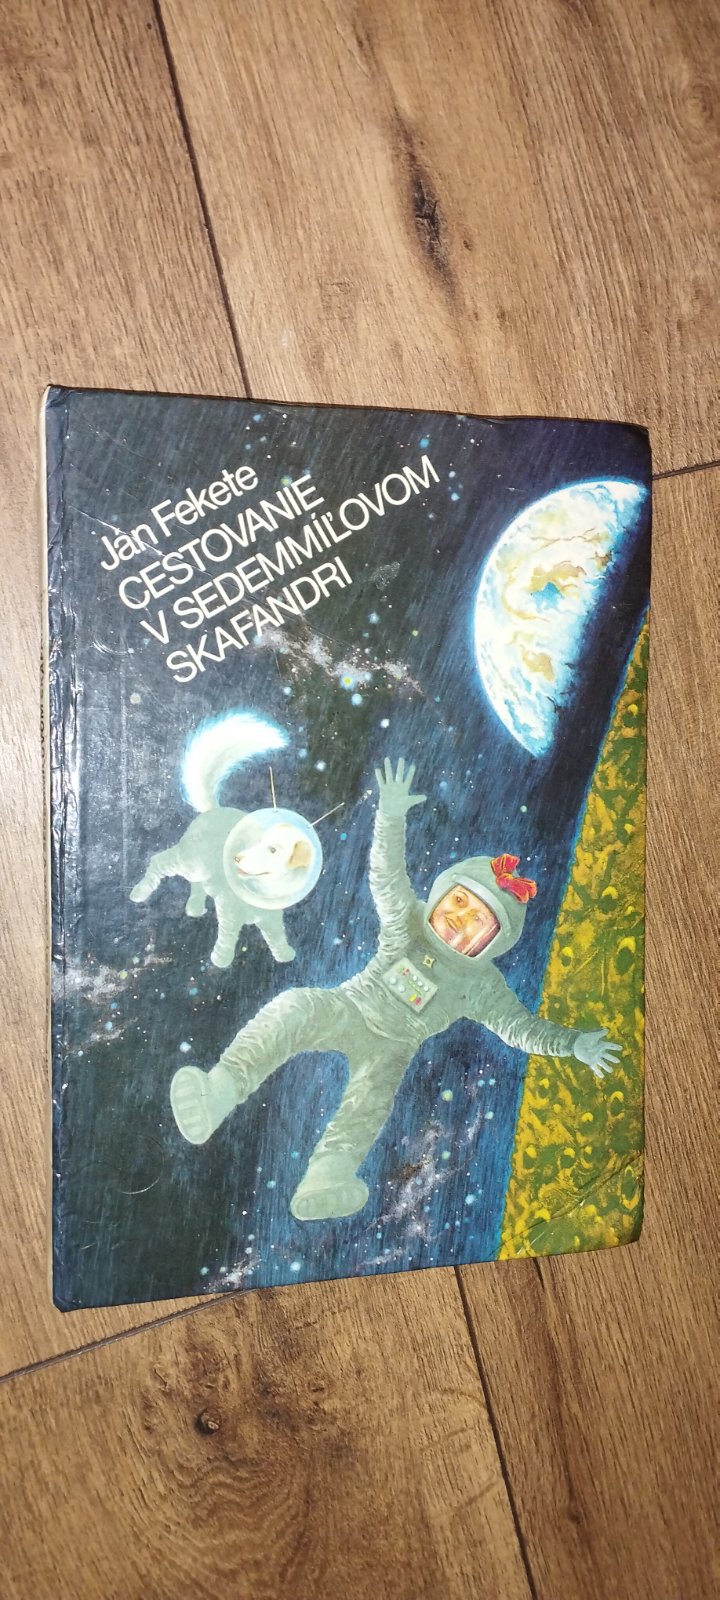 Ján Fekete
CESTOVANIE
V SEDEMMÍĽOVOM
SKAFANDRI